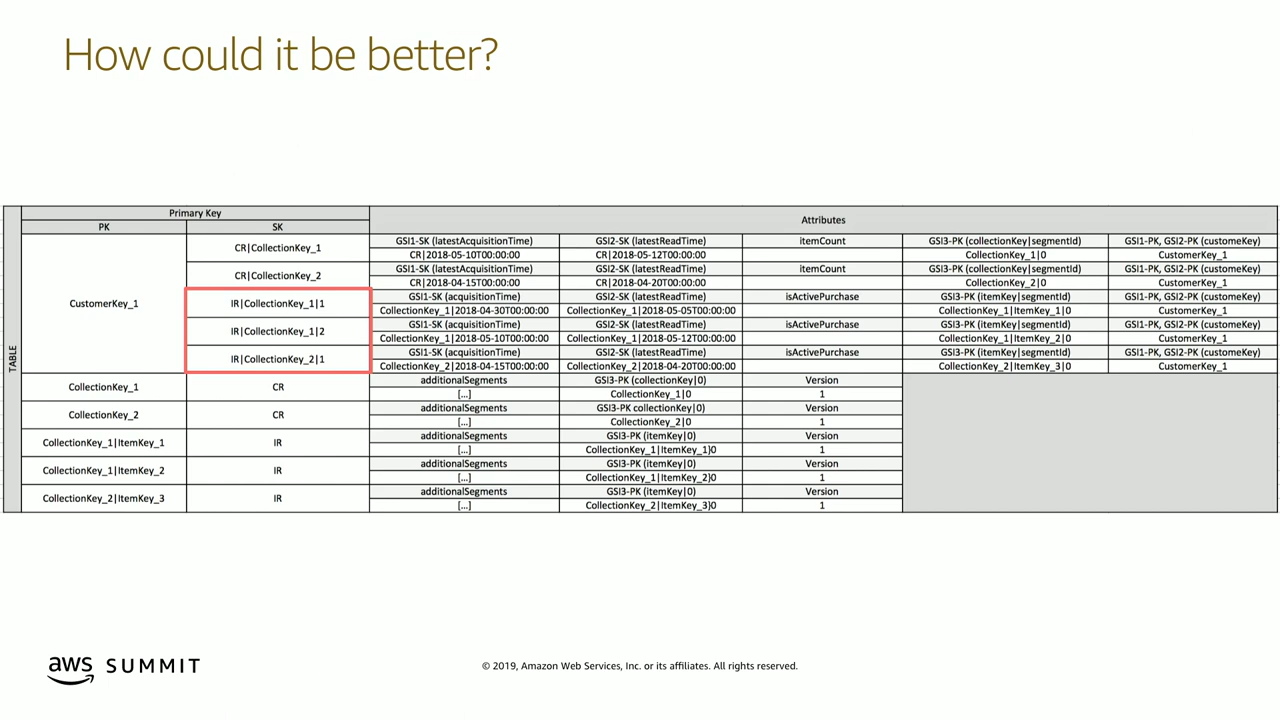 How could it be better?
Primary Key
Attributes
PK
SK
TABLE
CustomerKey_1
CR|CollectionKey_1
GSI1-SK (latestAcquisitionTime)
GSI2-SK (latestReadTime)
itemCount
GSI3-PK (collectionKey|segmentId)
GSI1-PK, GSI2-PK (customeKey)
CR|2018-05-10T00:00:00
CR|2018-05-12T00:00:00
CollectionKey_1|0
CustomerKey_1
CR|CollectionKey_2
GSI1-SK (latestAcquisitionTime)
GSI2-SK (latestReadTime)
itemCount
GSI3-PK (collectionKey|segmentId)
GSI1-PK, GSI2-PK (customeKey)
CR|2018-04-15T00:00:00
CR|2018-04-20T00:00:00
CollectionKey_2|0
CustomerKey_1
IR|CollectionKey_1|1
GSI1-SK (acquisitionTime)
GSI2-SK (latestReadTime)
isActivePurchase
GSI3-PK (itemKey|segmentId)
GSI1-PK, GSI2-PK (customeKey)
CollectionKey_1|2018-04-30T00:00:00
CollectionKey_1|2018-05-05T00:00:00
CollectionKey_1|ItemKey_1|0
CustomerKey_1
IR|CollectionKey_1|2
GSI1-SK (acquisitionTime)
GSI2-SK (latestReadTime)
isActivePurchase
GSI3-PK (itemKey|segmentId)
GSI1-PK, GSI2-PK (customeKey)
CollectionKey_1|2018-05-10T00:00:00
CollectionKey_1|2018-05-12T00:00:00
CollectionKey_1|ItemKey_2|0
CustomerKey_1
IR|CollectionKey_2|1
GSI1-SK (acquisitionTime)
GSI2-SK (latestReadTime)
isActivePurchase
GSI3-PK (itemKey|segmentId)
GSI1-PK, GSI2-PK (customeKey)
CollectionKey_2|2018-04-15T00:00:00
CollectionKey_2|2018-04-20T00:00:00
CollectionKey_2|ItemKey_3|0
CustomerKey_1
CollectionKey_1
CR
additionalSegments
GSI3-PK (collectionKey|0)
Version
[...]
CollectionKey_1|0
1
CollectionKey_2
CR
additionalSegments
GSI3-PK collectionKey|0)
Version
[...]
CollectionKey_2|0
1
CollectionKey_1|ItemKey_1
IR
additionalSegments
GSI3-PK (itemKey|0)
Version
[...]
CollectionKey_1|ItemKey_1}0
1
CollectionKey_1|ItemKey_2
IR
additionalSegments
GSI3-PK (itemKey|0)
Version
[...]
CollectionKey_1|ItemKey_2}0
1
CollectionKey_2|ItemKey_3
IR
additionalSegments
GSI3-PK (itemKey|0)
Version
[...]
CollectionKey_2|ItemKey_3}0
1
aws SUMMIT
© 2019, Amazon Web Services, Inc. or its affiliates. All rights reserved.